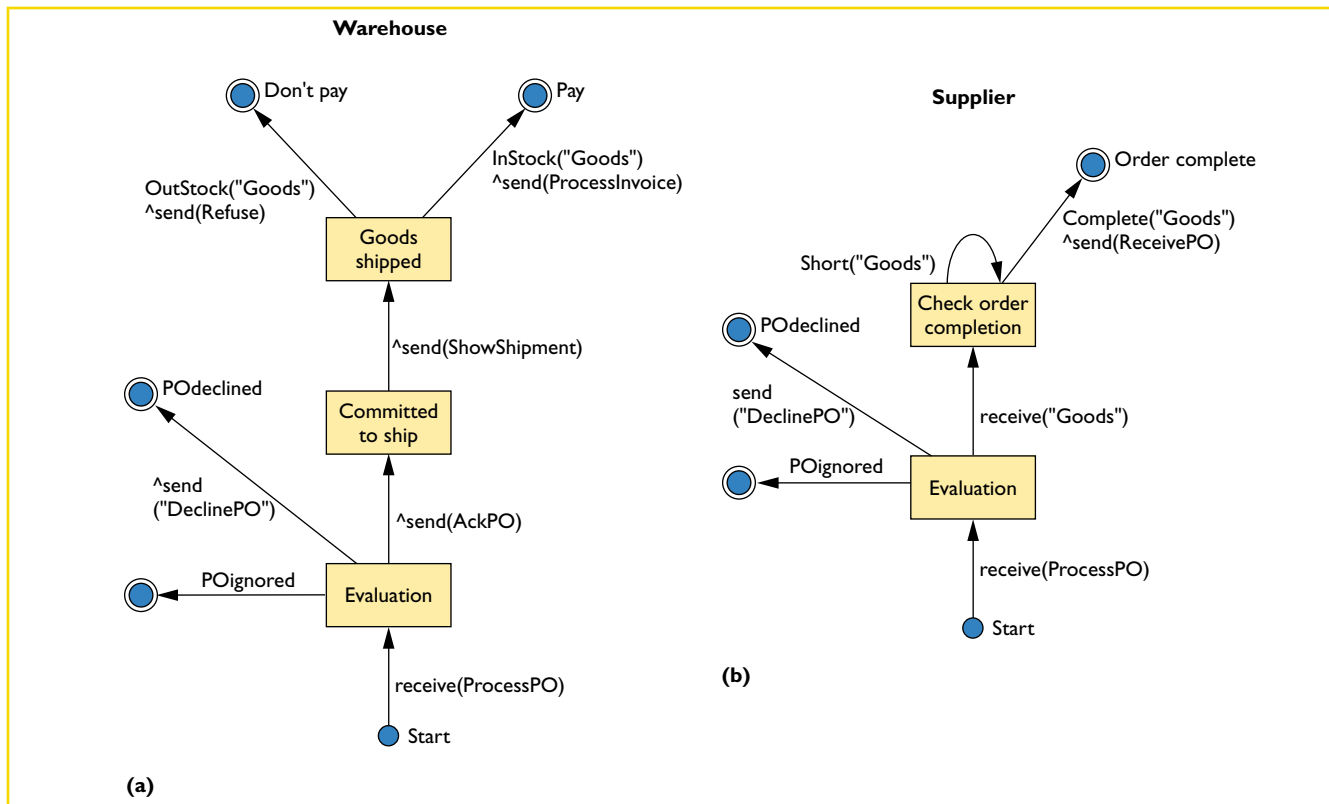 Warehouse
Don't pay
Pay
OutStock("Goods")
^send(Refuse)
InStock("Goods")
^send(ProcessInvoice)
Goods
shipped
^send(ShowShipment)
POdeclined
Committed
to ship
^send
("DeclinePO")
^send(AckPO)
POignored
Evaluation
receive(ProcessPO)
Start
(a)
Supplier
Order complete
Complete("Goods")
^send(ReceivePO)
Short("Goods")
Check order
completion
POdeclined
send
("DeclinePO")
receive("Goods")
POignored
Evaluation
receive(ProcessPO)
Start
(b)